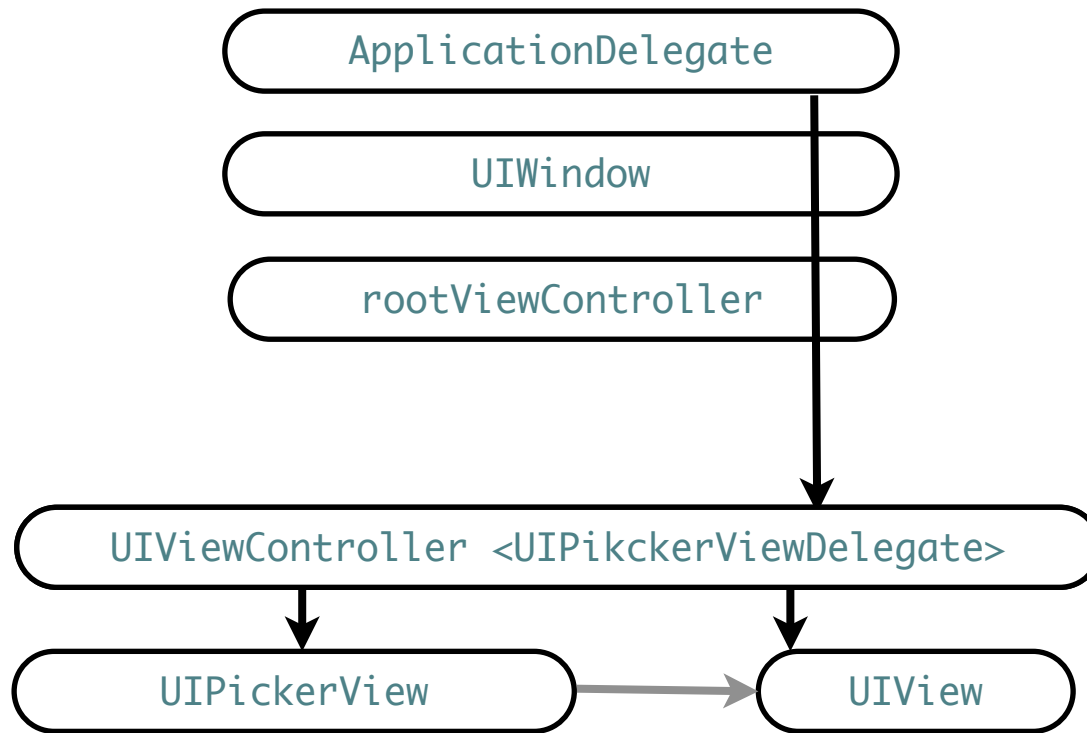 ApplicationDelegate
UIWindow
rootViewController
UIViewController <UIPikckerViewDelegate>
UIPickerView
UIView